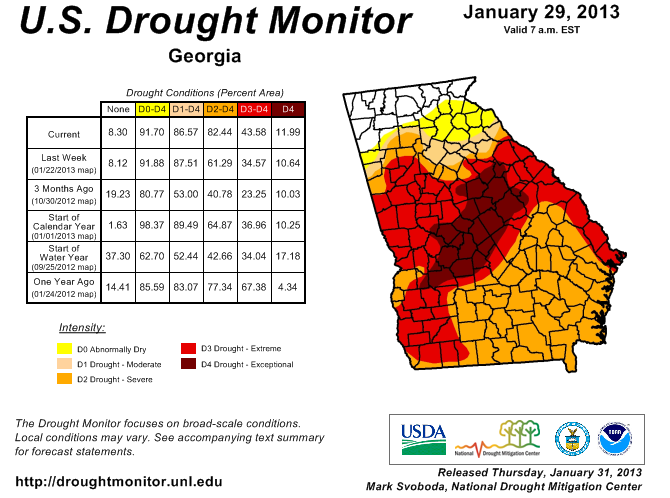 U.S. Drought Monitor
January 29, 2013
Valid 7 a.m. EST
Georgia
Drought Conditions (Percent Area)
None D0-D4 D1-D4 D2-D4 D3-D4 D4
Current 8.30 91.70 86.57 82.44 43.58 11.99
Last Week
(01/22/2013 map) 8.12 91.88 87.51 61.29 34.57 10.64
3 Months Ago
(10/30/2012 map) 19.23 80.77 53.00 40.78 23.25 10.03
Start of
Calendar Year
(01/01/2013 map) 1.63 98.37 89.49 64.87 36.96 10.25
Start of
Water Year
(09/25/2012 map) 37.30 62.70 52.44 42.66 34.04 17.18
One Year Ago
(01/24/2012 map) 14.41 85.59 83.07 77.34 67.38 4.34
Intensity:
D0 Abnormally Dry
D1 Drought - Moderate
D2 Drought - Severe
D3 Drought - Extreme
D4 Drought - Exceptional
The Drought Monitor focuses on broad-scale conditions.
Local conditions may vary. See accompanying text summary
for forecast statements.
http://droughtmonitor.unl.edu
USDA
National Drought Mitigation Center
NOAA
Released Thursday, January 31, 2013
Mark Svoboda, National Drought Mitigation Center